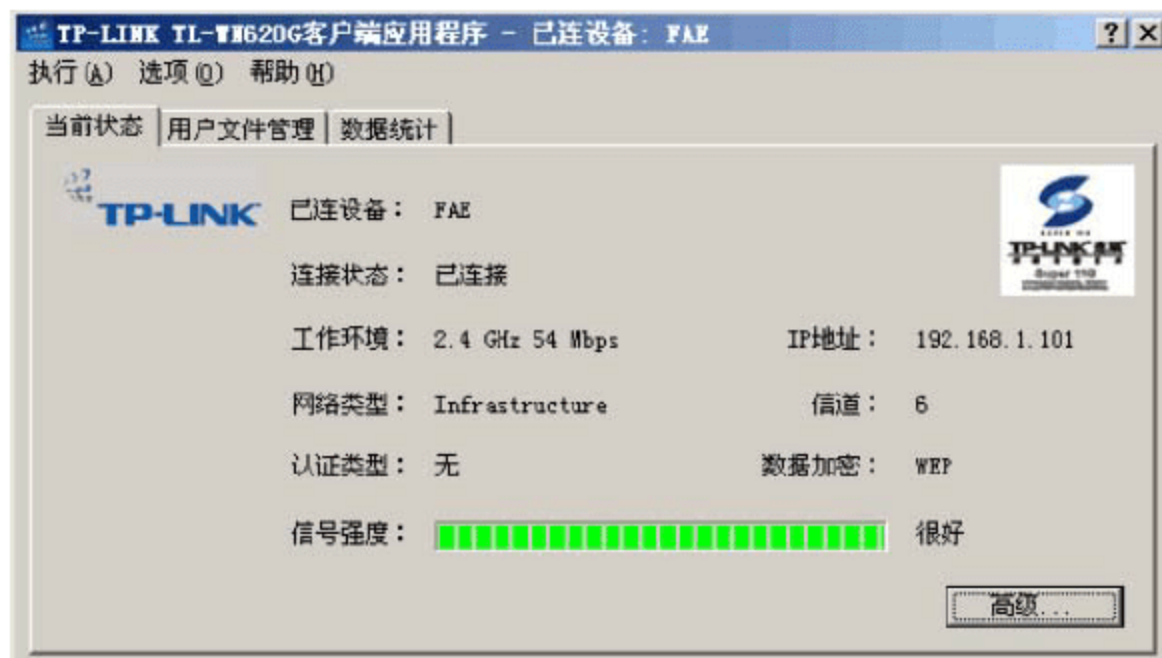 TP-LINK TL-WN620G客户端应用程序 - 已连设备: FAE
执行(A) 选项(O) 帮助(H)
当前状态 用户文件管理 数据统计
TP-LINK
已连设备： FAE
TP-LINK
Super 110
连接状态： 已连接
工作环境： 2.4 GHz 54 Mbps IP地址： 192.168.1.101
网络类型： Infrastructure 信道： 6
认证类型： 无 数据加密： WEP
信号强度： 很好
高级...